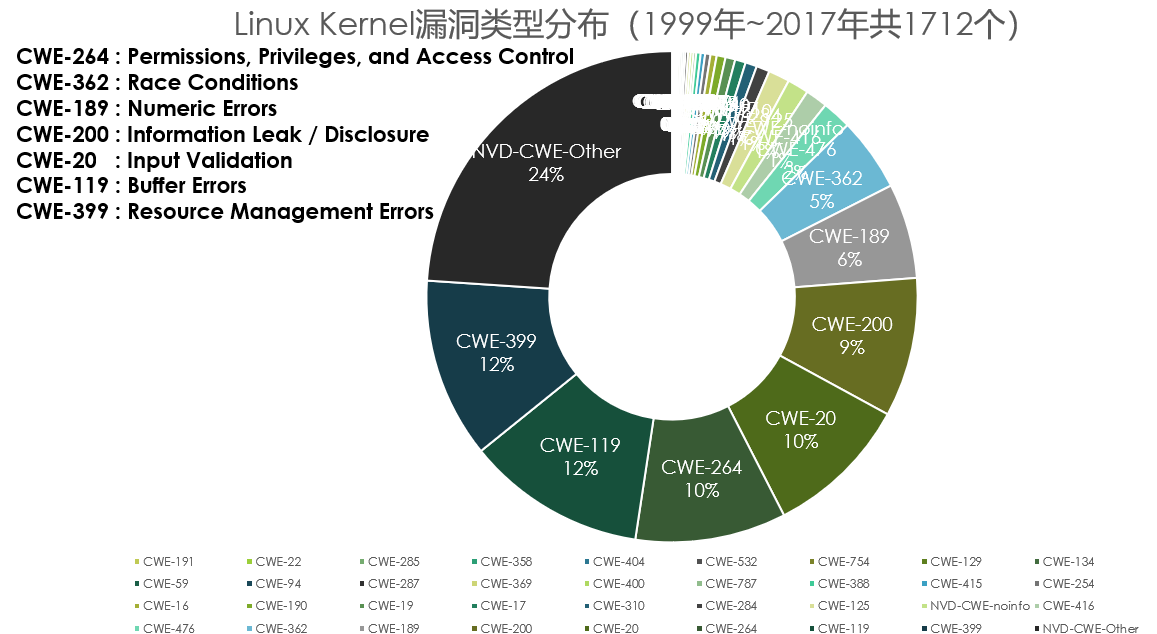 Linux Kernel漏洞类型分布（1999年~2017年共1712个）
CWE-264 : Permissions, Privileges, and Access Control
CWE-362 : Race Conditions
CWE-189 : Numeric Errors
CWE-200 : Information Leak / Disclosure
CWE-20 : Input Validation
CWE-119 : Buffer Errors
CWE-399 : Resource Management Errors
NVD-CWE-Other
24%
CWE-noinfo
CWE-476
CWE-362
5%
CWE-189
6%
CWE-200
9%
CWE-20
10%
CWE-264
10%
CWE-119
12%
CWE-399
12%
CWE-191 CWE-22 CWE-285 CWE-358 CWE-404 CWE-532 CWE-754 CWE-129 CWE-134
CWE-59 CWE-94 CWE-287 CWE-369 CWE-400 CWE-787 CWE-388 CWE-415 CWE-254
CWE-16 CWE-190 CWE-19 CWE-17 CWE-310 CWE-284 CWE-125 NVD-CWE-noinfo CWE-416
CWE-476 CWE-362 CWE-189 CWE-200 CWE-20 CWE-264 CWE-119 CWE-399 NVD-CWE-Other